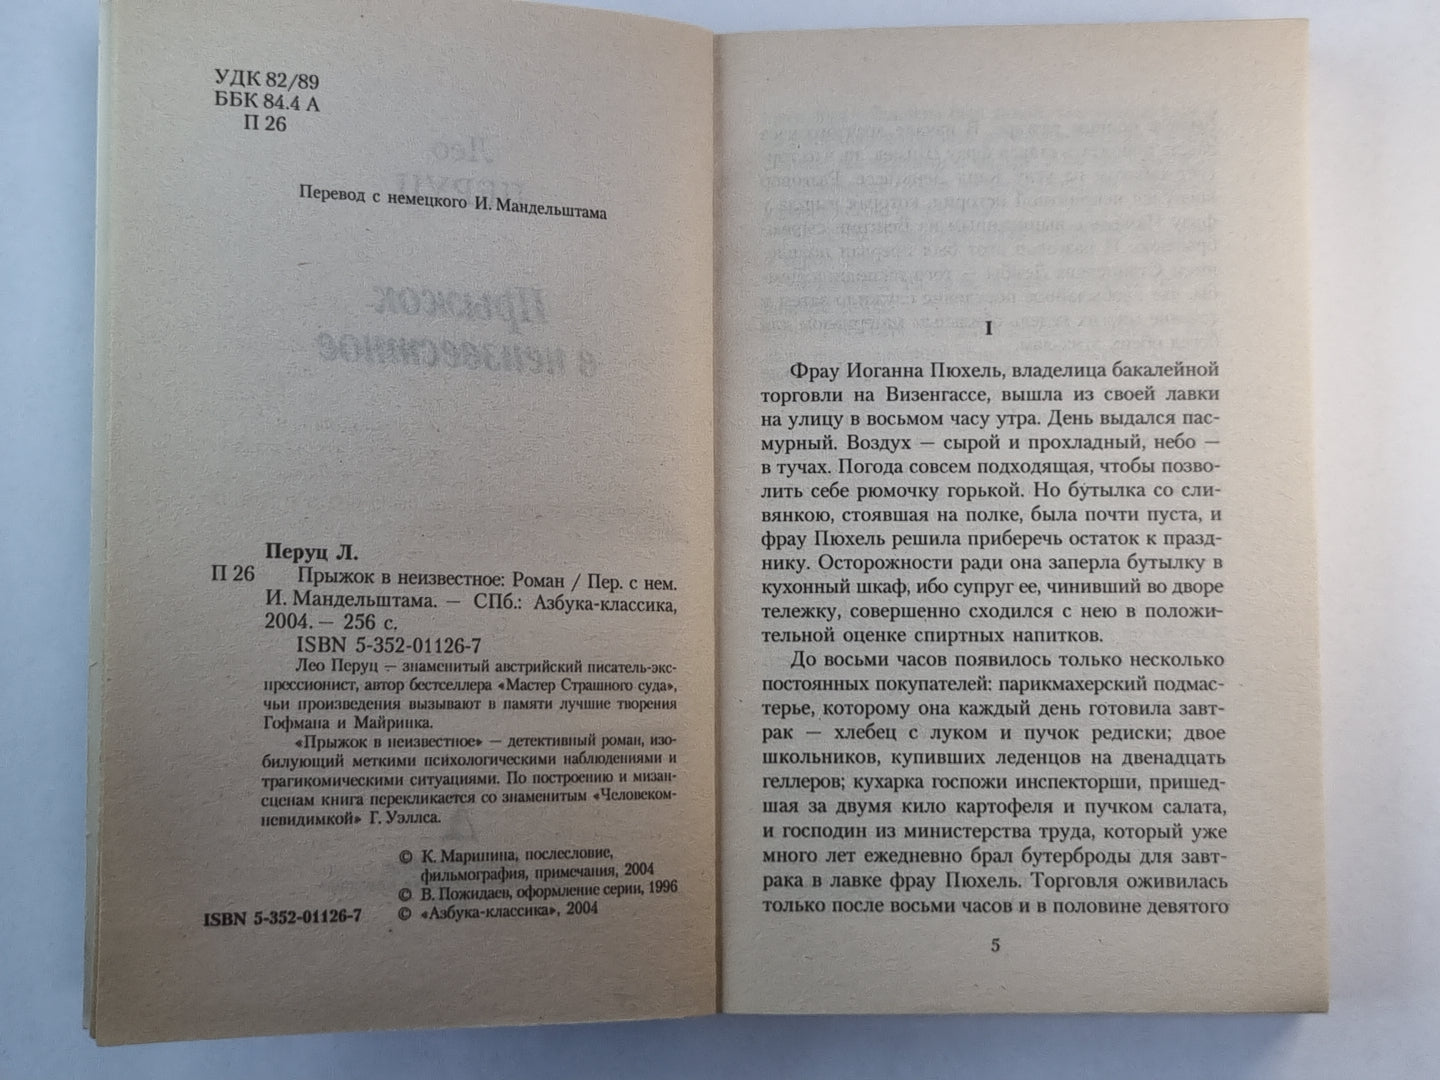 УДК 82/89
ББК 84.4 А
П 26
Перевод с немецкого И. Мандельштама
Перуц Л.
П 26 Прыжок в неизвестное: Роман / Пер. с нем.
И. Мандельштама. — СПб.: Азбука-классика,
2004. — 256 с.
ISBN 5-352-01126-7
Лео Перуц — знаменитый австрийский писатель-экс-
прессионист, автор бестселлера «Мастер Страшного суда»,
чьи произведения вызывают в памяти лучшие творения
Гофмана и Майринка.
«Прыжок в неизвестное» — детективный роман, изо-
билующий меткими психологическими наблюдениями и
трагикомическими ситуациями. По построению и мизан-
сценам книга перекликается со знаменитым «Человеком-
невидимкой» Г. Уэллса.
© К. Маринина, послесловие,
фильмография, примечания, 2004
© В. Пожидаев, оформление серии, 1996
ISBN 5-352-01126-7 © «Азбука-классика», 2004
I
Фрау Иоганна Пюхель, владелица бакалейной
торговли на Визенгассе, вышла из своей лавки
на улицу в восьмом часу утра. День выдался пас-
мурный. Воздух — сырой и прохладный, небо —
в тучах. Погода совсем подходящая, чтобы позво-
лить себе рюмочку горькой. Но бутылка со сли-
вянкою, стоявшая на полке, была почти пуста, и
фрау Пюхель решила приберечь остаток к празд-
нику. Осторожности ради она заперла бутылку в
кухонный шкаф, ибо супруг ее, чинивший во дворе
тележку, совершенно сходился с нею в положи-
тельной оценке спиртных напитков.
До восьми часов появилось только несколько
постоянных покупателей: парикмахерский подмас-
терье, которому она каждый день готовила завт-
рак — хлебец с луком и пучок редиски; двое
школьников, купивших леденцов на двенадцать
геллеров; кухарка госпожи инспекторши, пришед-
шая за двумя кило картофеля и пучком салата,
и господин из министерства труда, который уже
много лет ежедневно брал бутерброды для завт-
рака в лавке фрау Пюхель. Торговля оживилась
только после восьми часов и в половине девятого
5